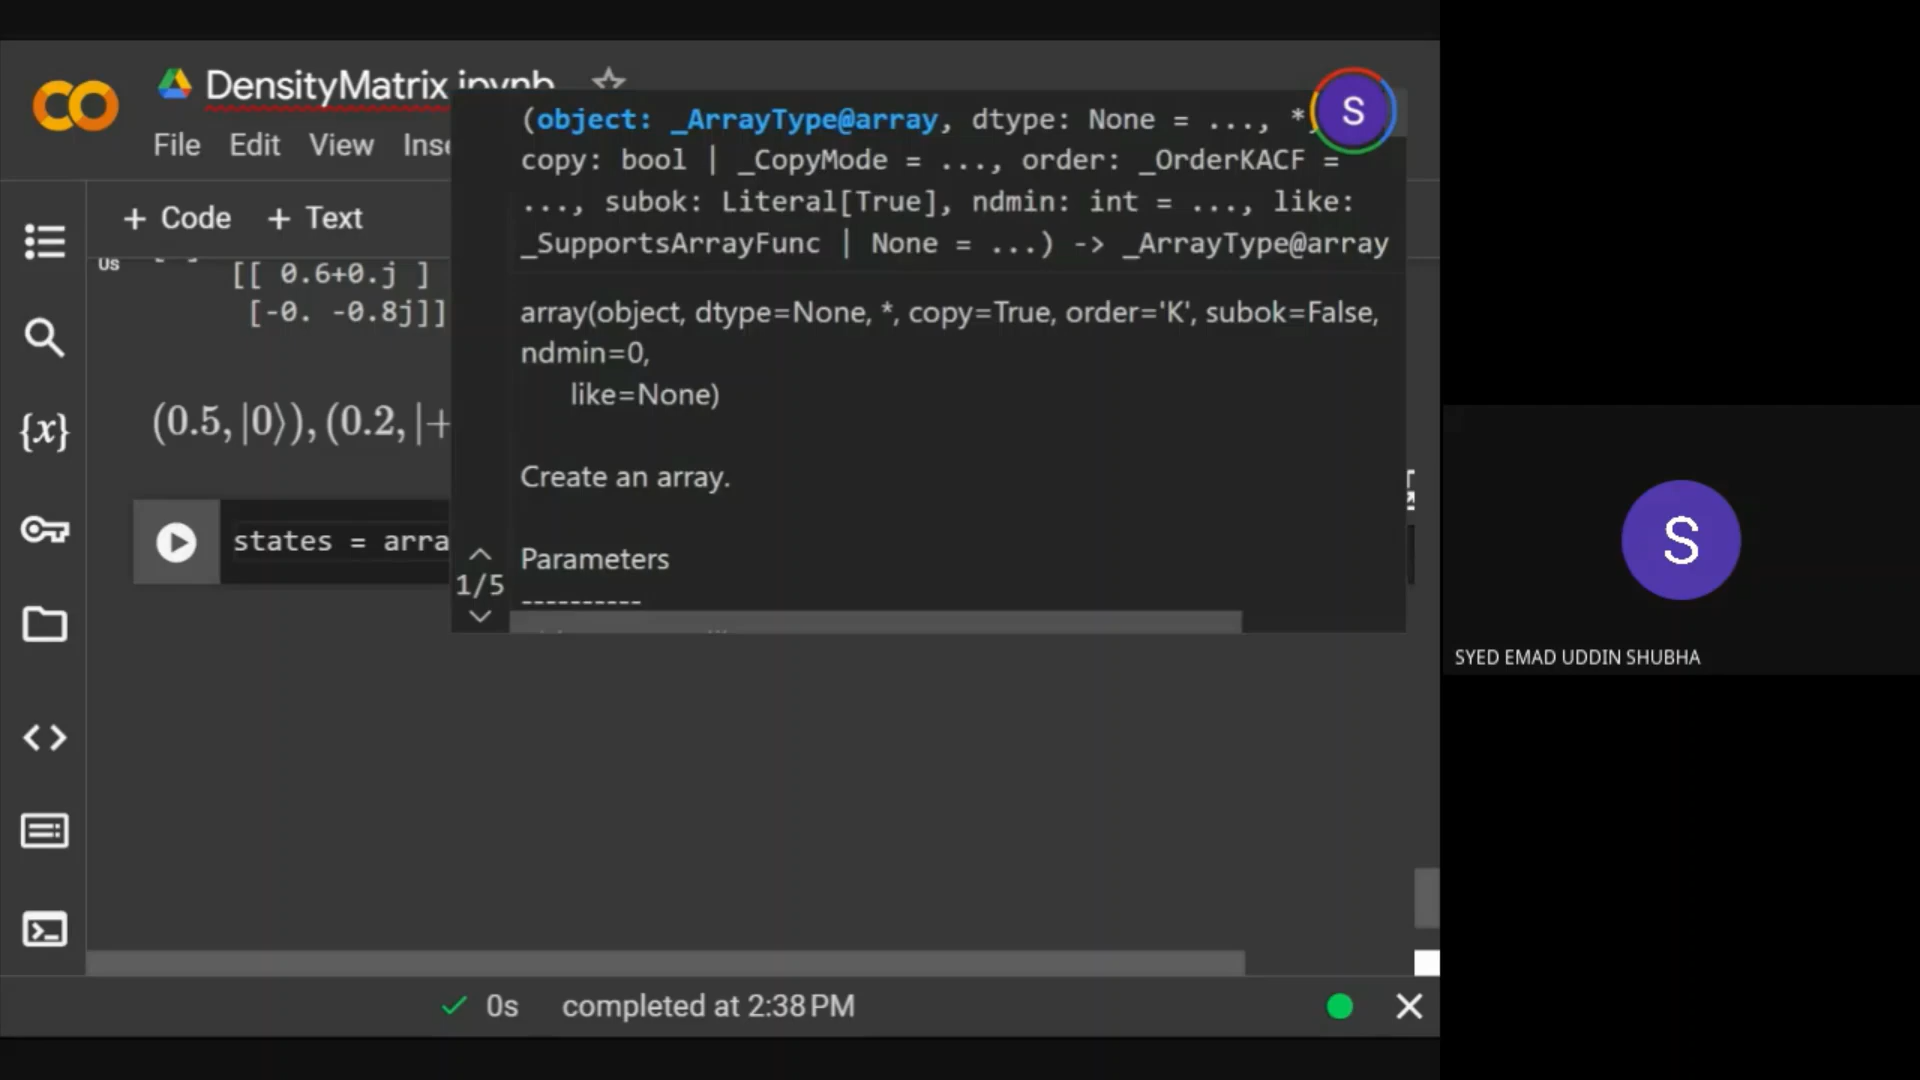 DensityMatrix.ipynb
File Edit View Inse
+ Code + Text
(object: _ArrayType@array, dtype: None = ..., *,
copy: bool | _CopyMode = ..., order: _OrderKACF =
..., subok: Literal[True], ndmin: int = ..., like:
_SupportsArrayFunc | None = ...) -> _ArrayType@array
S
0s
[[ 0.6+0.j ]
[-0. -0.8j]]
array(object, dtype=None, *, copy=True, order='K', subok=False,
ndmin=0,
like=None)
{x}
(0.5, |0⟩), (0.2, |+
Create an array.
states = arra
1/5
Parameters
----------
S
SYED EMAD UDDIN SHUBHA
0s completed at 2:38 PM